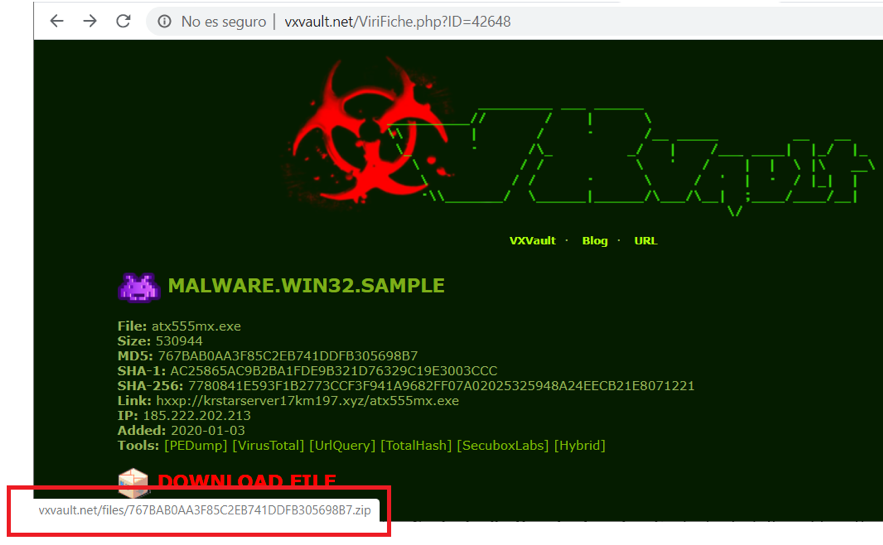 No es seguro | vxvault.net/ViriFiche.php?ID=42648
VXVault
VXVault · Blog · URL
MALWARE.WIN32.SAMPLE
File: atx555mx.exe
Size: 530944
MD5: 767BAB0AA3F85C2EB741DDFB305698B7
SHA-1: AC25865AC9B2BA1FDE9B321D76329C19E3003CCC
SHA-256: 7780841E593F1B2773CCF3F941A9682FF07A02025325948A24EECB21E8071221
Link: hxxp://krstarserver17km197.xyz/atx555mx.exe
IP: 185.222.202.213
Added: 2020-01-03
Tools: [PEDump] [VirusTotal] [UrlQuery] [TotalHash] [SecuboxLabs] [Hybrid]
DOWNLOAD FILE
vxvault.net/files/767BAB0AA3F85C2EB741DDFB305698B7.zip